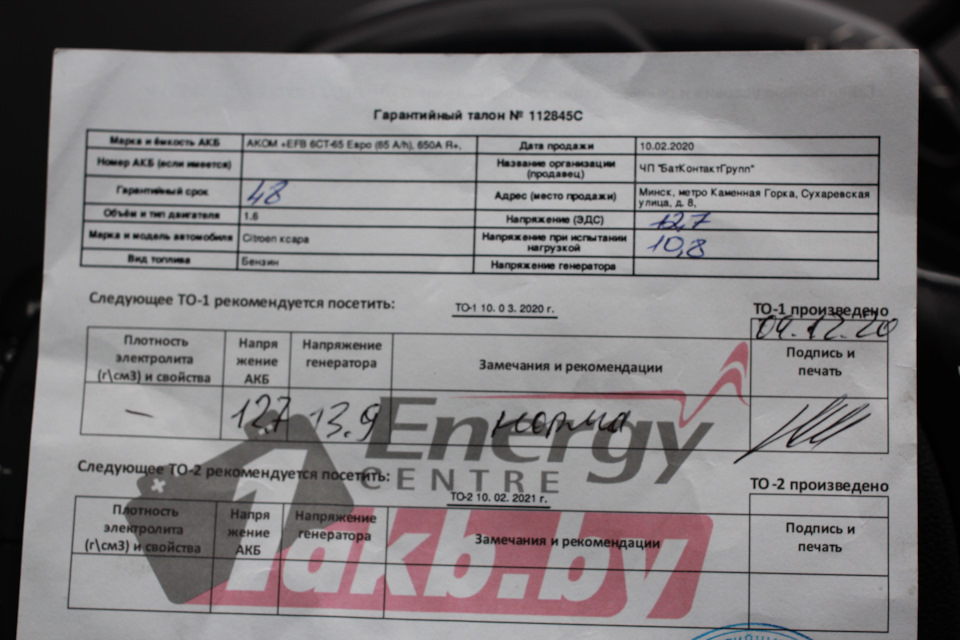 Гарантийный талон № 112845С
Марка и ёмкость АКБ АКОМ +EFB 6СТ-65 Евро (65 A/h), 650A R+, Дата продажи 10.02.2020
Номер АКБ (если имеется) Название организации (продавец) ЧП "БатКонтактГрупп"
Гарантийный срок 48 Адрес (место продажи) Минск, метро Каменная Горка, Сухаревская улица, д. 8,
Объём и тип двигателя 1.6 Напряжение (ЭДС) 12,7
Марка и модель автомобиля Citroen ксара Напряжение при испытании нагрузкой 10,8
Вид топлива Бензин Напряжение генератора
Следующее ТО-1 рекомендуется посетить: ТО-1 10. 0 3. 2020 г. ТО-1 произведено
04.12.20
Плотность электролита (г\см3) и свойства Напря жение АКБ Напряжение генератора Замечания и рекомендации Подпись и печать
— 12.7 13.9 норма
Energy
CENTRE
Следующее ТО-2 рекомендуется посетить: ТО-2 10. 02. 2021 г. ТО -2 произведено
Плотность электролита (г\см3) и свойства Напря жение АКБ Напряжение генератора Замечания и рекомендации Подпись и печать
1akb.by